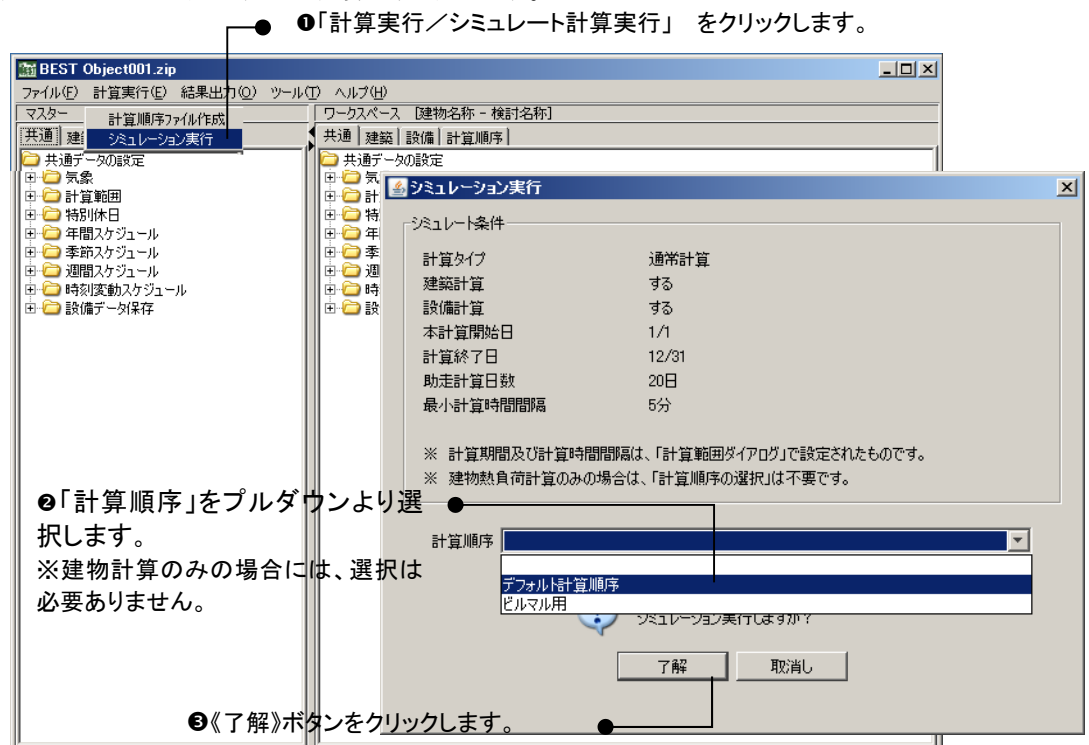 ❶「計算実行／シミュレート計算実行」 をクリックします。
BEST Object001.zip
ファイル(F) 計算実行(E) 結果出力(O) ツール(T) ヘルプ(H)
マスター
計算順序ファイル作成
シミュレーション実行
共通
共通データの設定
気象
計算範囲
特別休日
年間スケジュール
季節スケジュール
週間スケジュール
時刻変動スケジュール
設備データ保存
ワークスペース [建物名称 - 検討名称]
共通 建築 設備 計算順序
共通データの設定
気
計
特
年
季
週
時
設
シミュレーション実行
シミュレート条件
計算タイプ 通常計算
建築計算 する
設備計算 する
本計算開始日 1/1
計算終了日 12/31
助走計算日数 20日
最小計算時間間隔 5分
※ 計算期間及び計算時間間隔は、「計算範囲ダイアログ」で設定されたものです。
※ 建物熱負荷計算のみの場合は、「計算順序の選択」は不要です。
❷「計算順序」をプルダウンより選
択します。
※建物計算のみの場合には、選択は
必要ありません。
計算順序
デフォルト計算順序
ビルマル用
シミュレーション実行しますか？
了解 取消し
❸《了解》ボタンをクリックします。